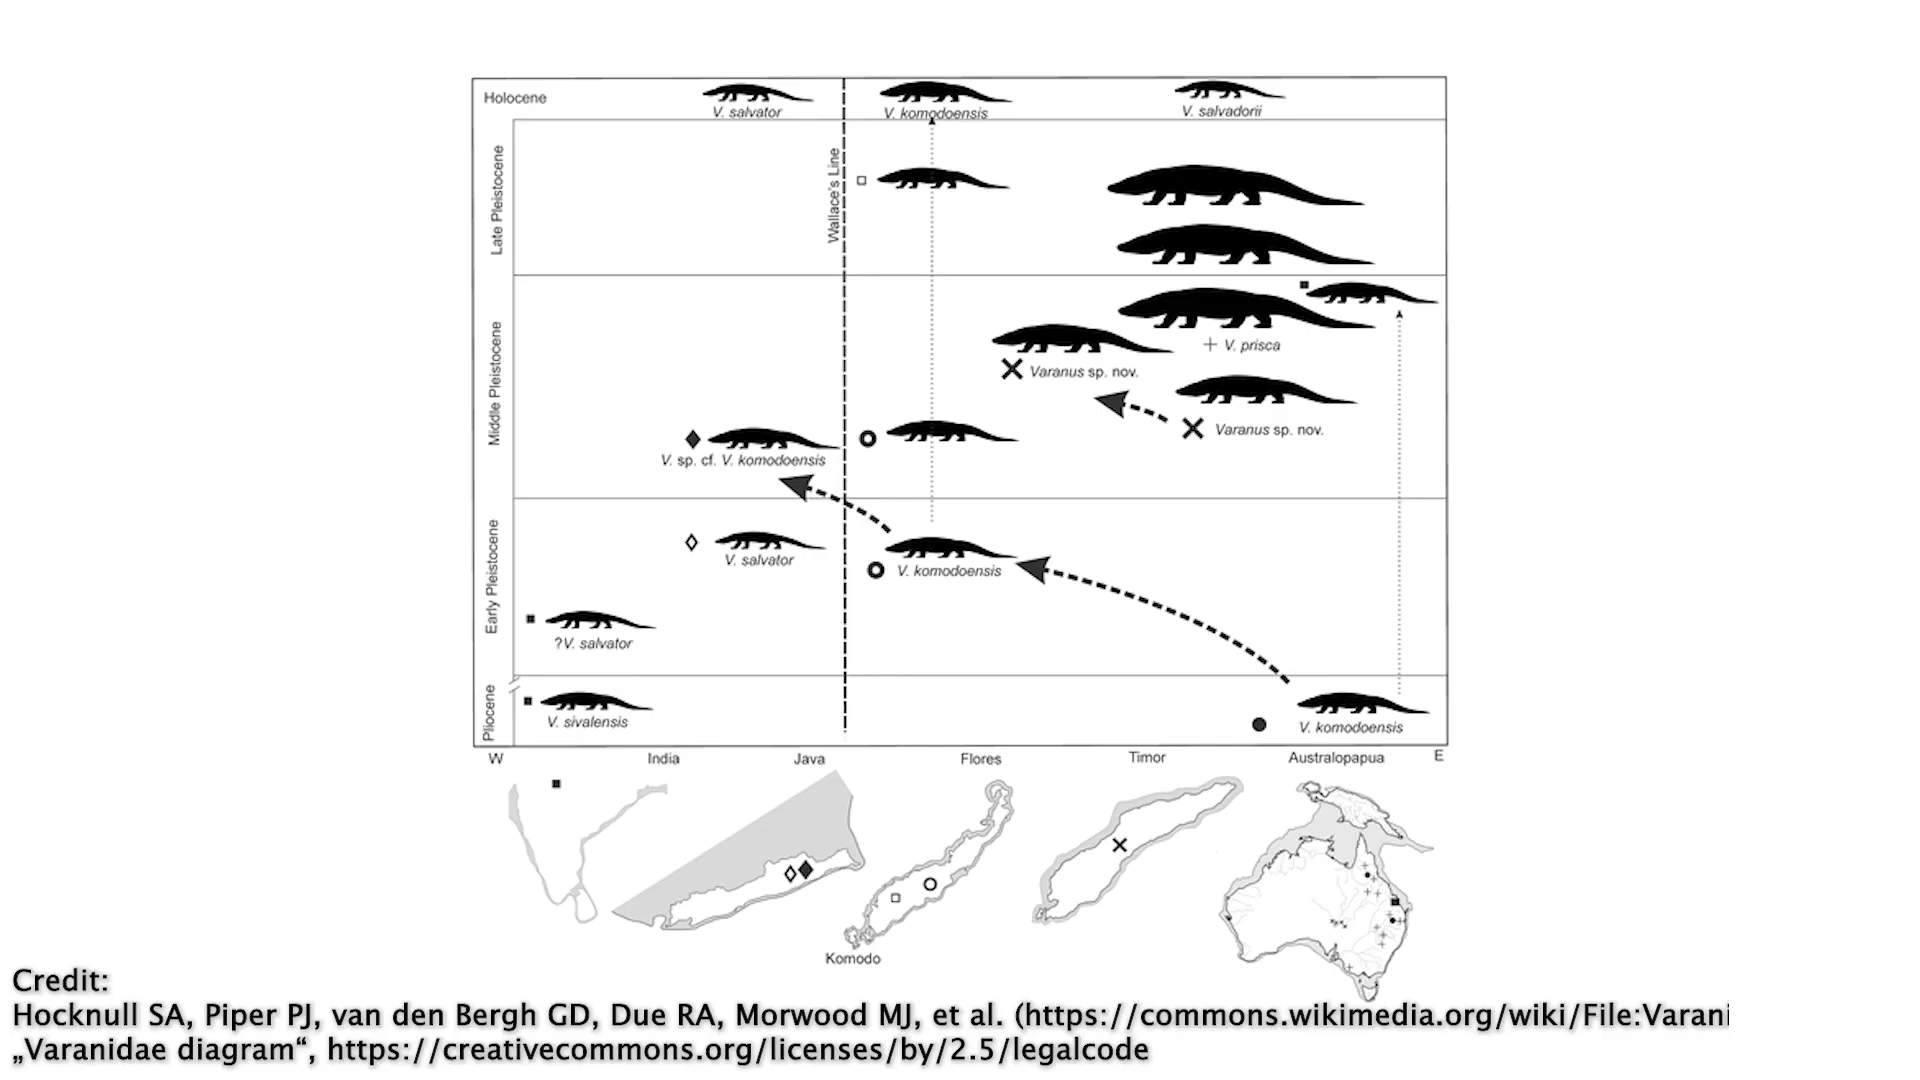 Holocene
V. salvator
V. komodoensis
V. salvadorii
Late Pleistocene
Wallace's Line
Middle Pleistocene
+ V. prisca
Varanus sp. nov.
Varanus sp. nov.
V. sp. cf. V. komodoensis
Early Pleistocene
V. salvator
V. komodoensis
?V. salvator
Pliocene
V. sivalensis
V. komodoensis
W
India
Java
Flores
Timor
Australopapua
E
Komodo
Credit:
Hocknull SA, Piper PJ, van den Bergh GD, Due RA, Morwood MJ, et al. (https://commons.wikimedia.org/wiki/File:Varani
„Varanidae diagram“, https://creativecommons.org/licenses/by/2.5/legalcode